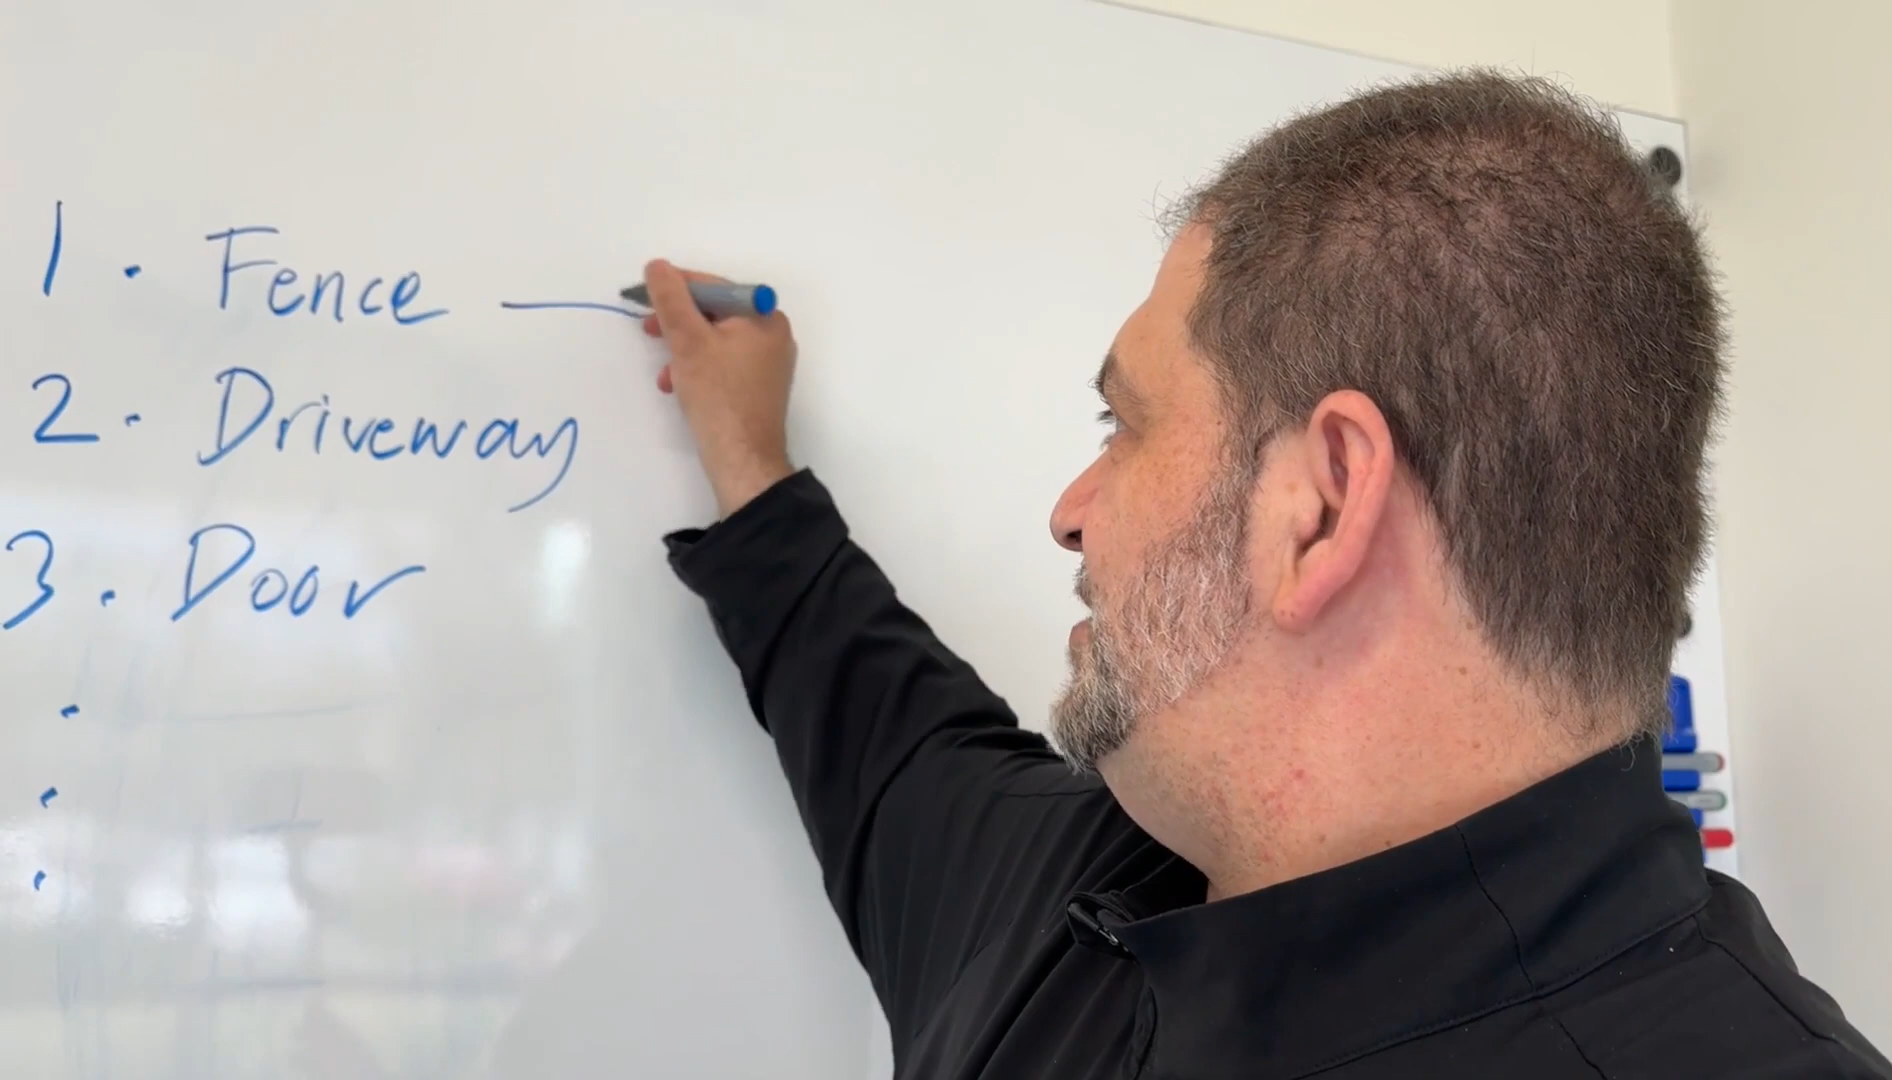 1. Fence —
2. Driveway
3. Door
.
.
.